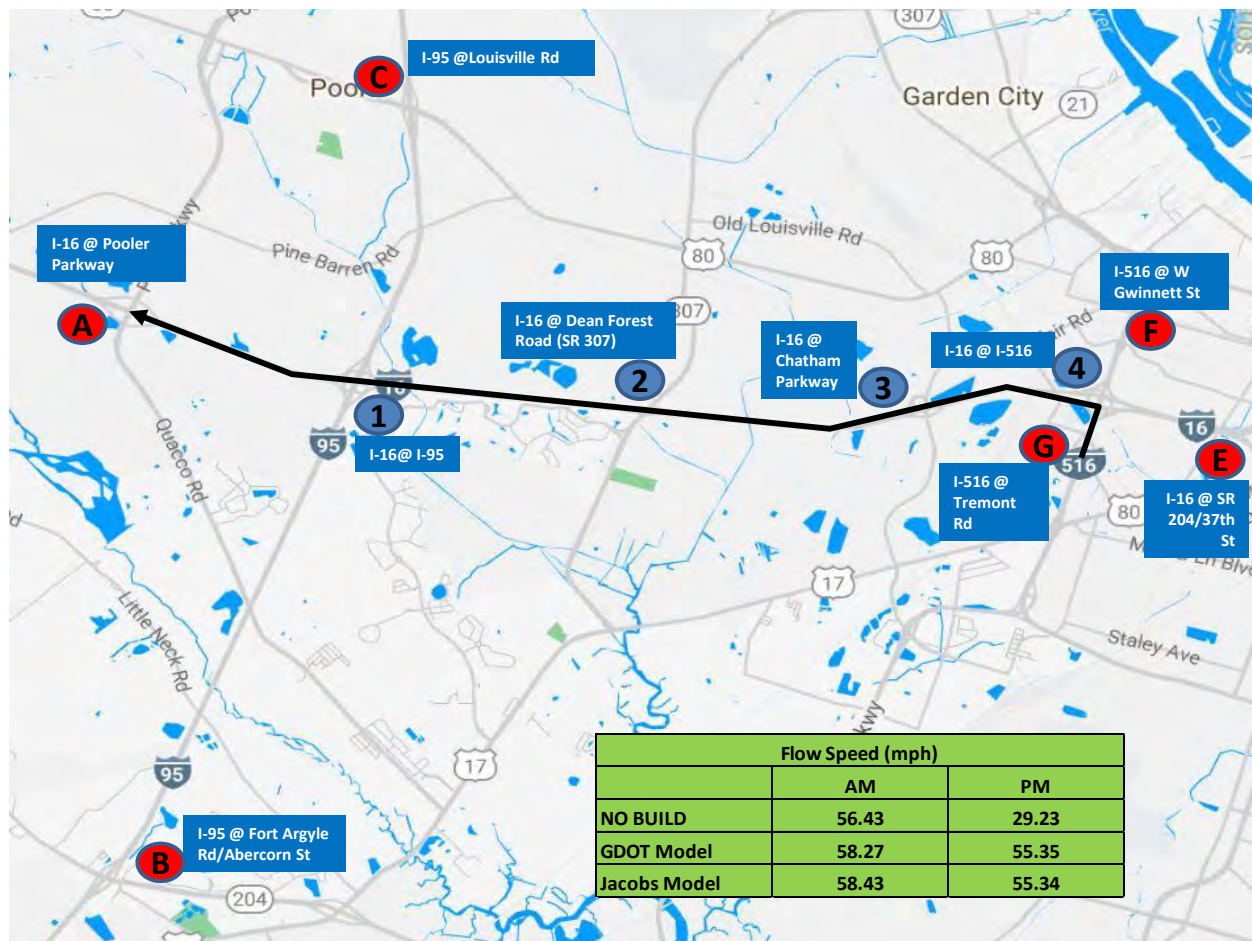 307
I-95 @Louisville Rd
C
Garden City
21
Old Louisville Rd
80
80
I-16 @ Pooler
Parkway
Pine Barren Rd
A
I-16 @ Dean Forest
Road (SR 307)
307
I-16 @
Chatham
Parkway
I-16 @ I-516
I-516 @ W
Gwinnett St
F
2
3
4
1
95
I-16@ I-95
Quacco Rd
G
516
16
E
I-516 @
Tremont
Rd
I-16 @ SR
204/37th
St
80
17
Little Neck Rd
Staley Ave
17
95
I-95 @ Fort Argyle
Rd/Abercorn St
B
204
Flow Speed (mph)
AM PM
NO BUILD 56.43 29.23
GDOT Model 58.27 55.35
Jacobs Model 58.43 55.34